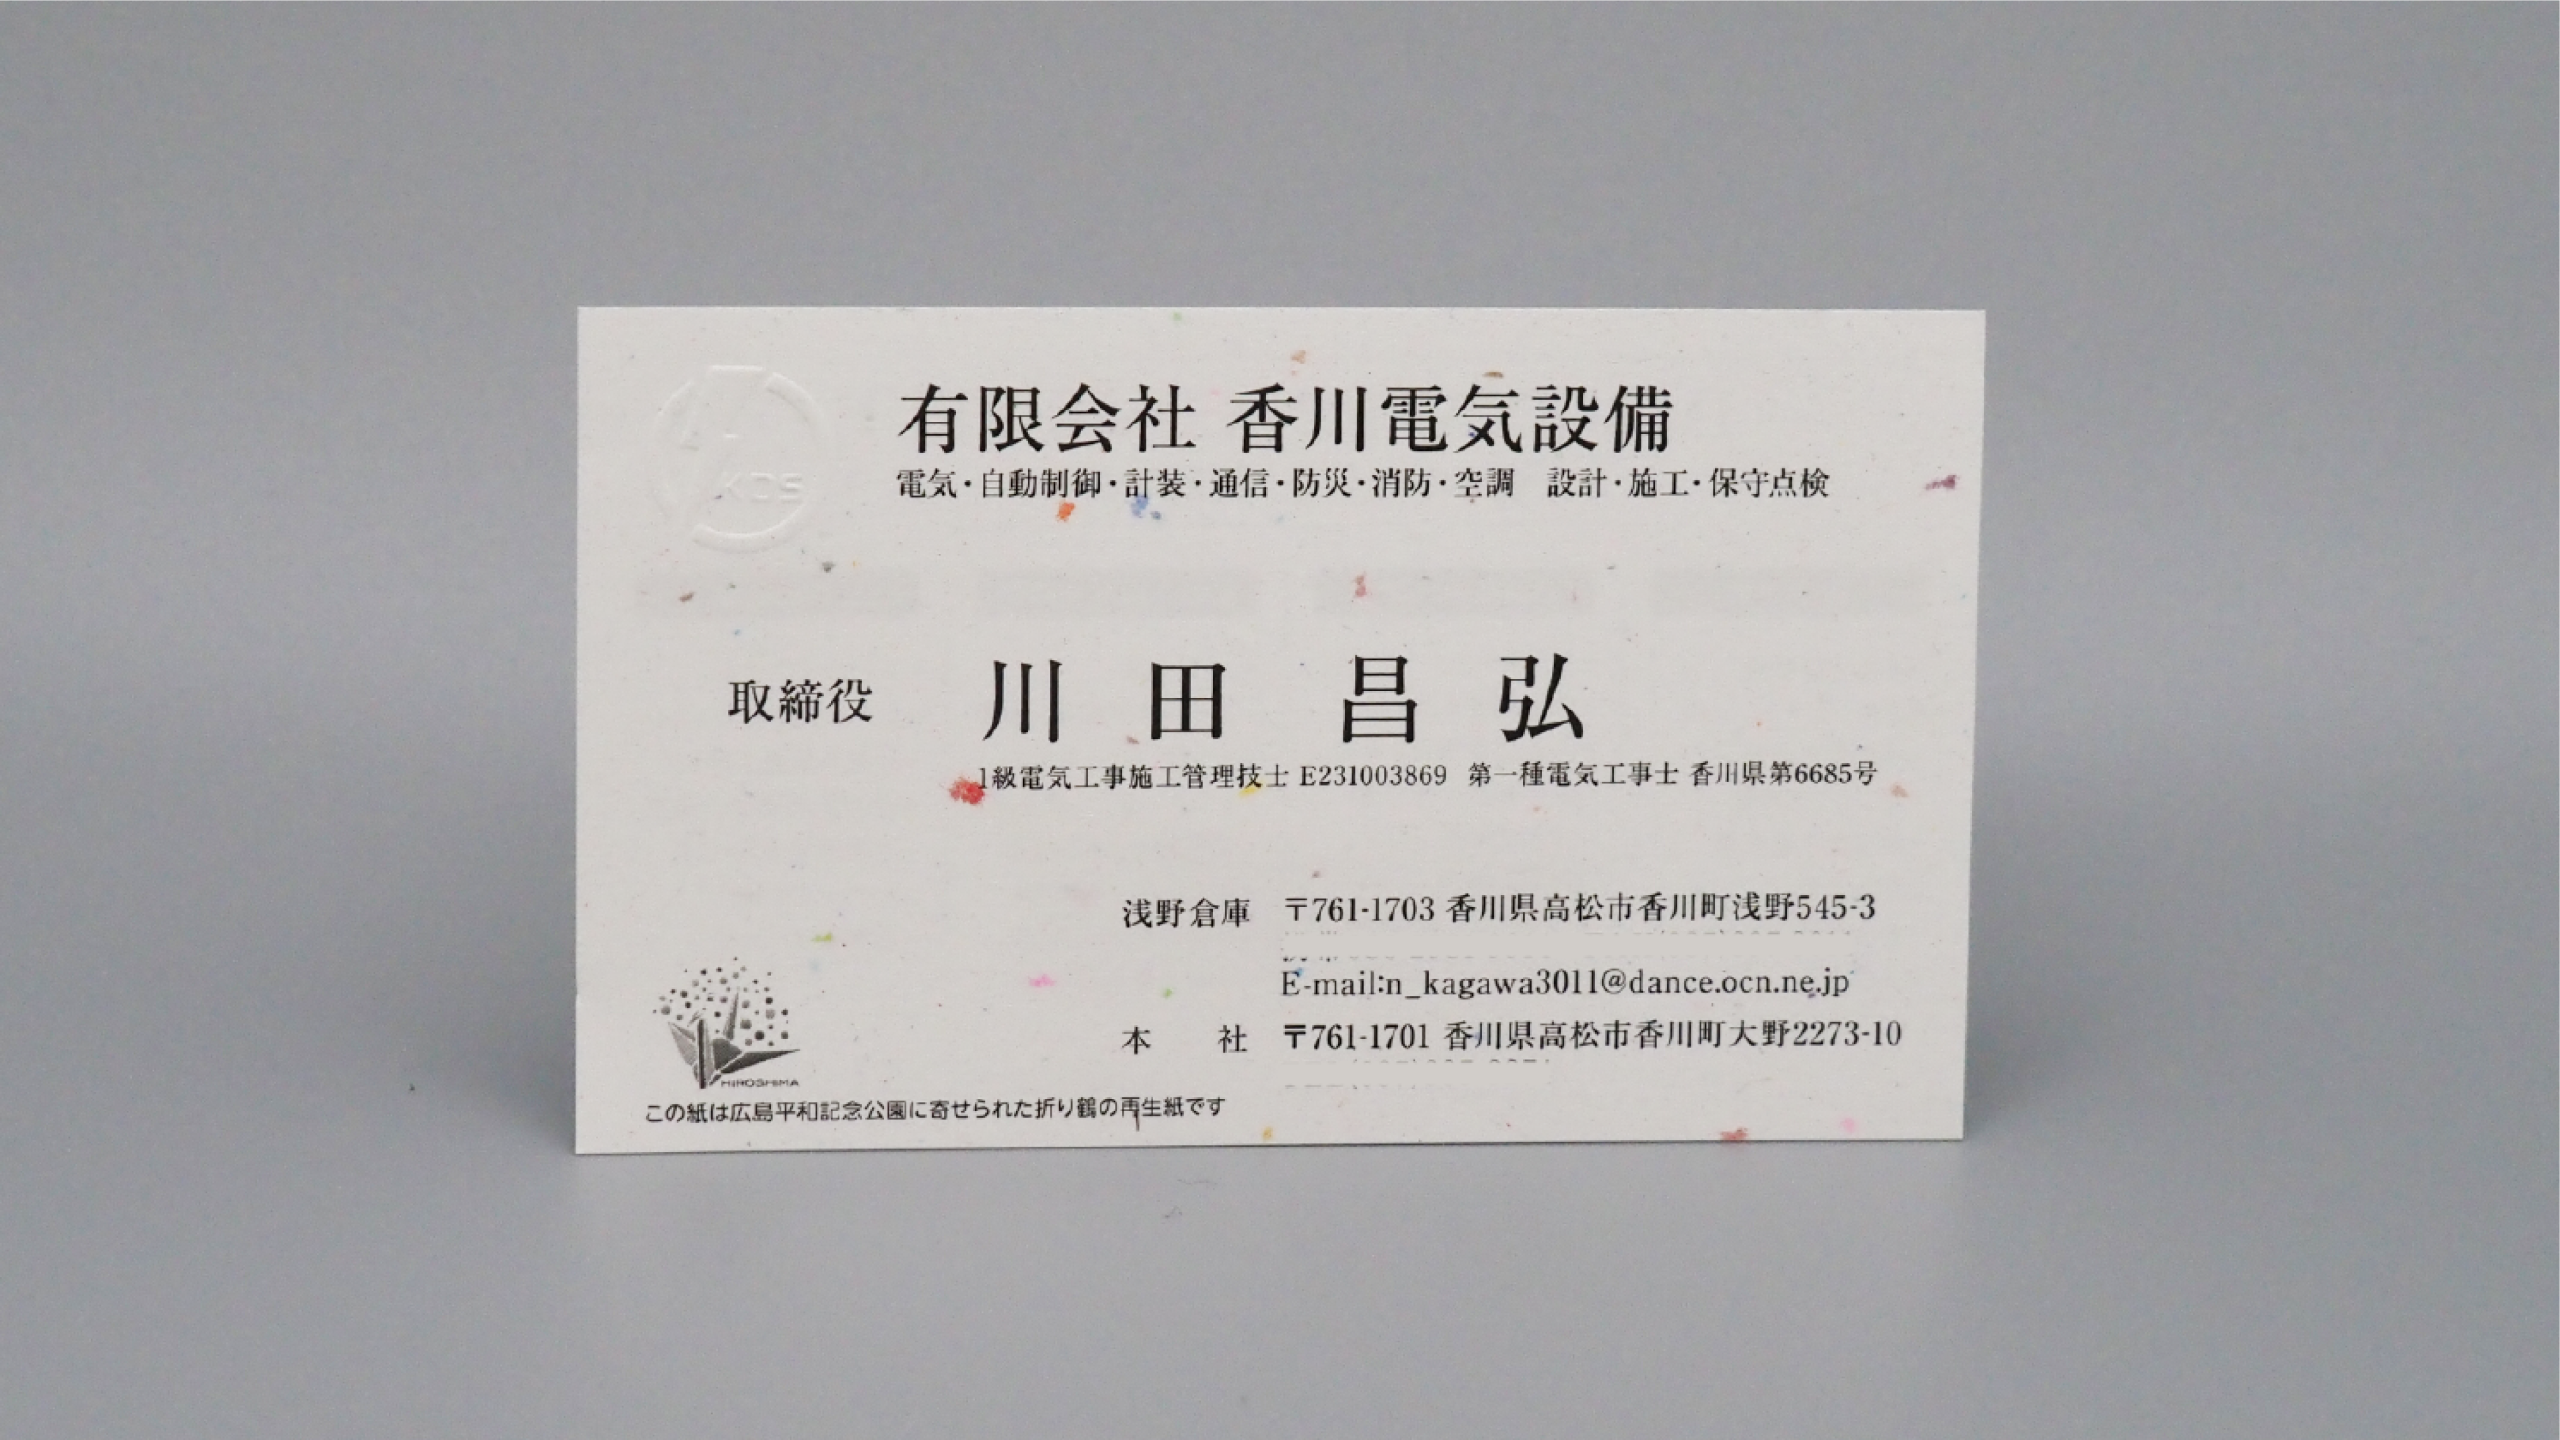 KDS
有限会社 香川電気設備
電気・自動制御・計装・通信・防災・消防・空調　設計・施工・保守点検
取締役　川田　昌弘
1級電気工事施工管理技士 E231003869 第一種電気工事士 香川県第6685号
浅野倉庫　〒761-1703 香川県高松市香川町浅野545-3
E-mail:n_kagawa3011@dance.ocn.ne.jp
本　社　〒761-1701 香川県高松市香川町大野2273-10
HIROSHIMA
この紙は広島平和記念公園に寄せられた折り鶴の再生紙です